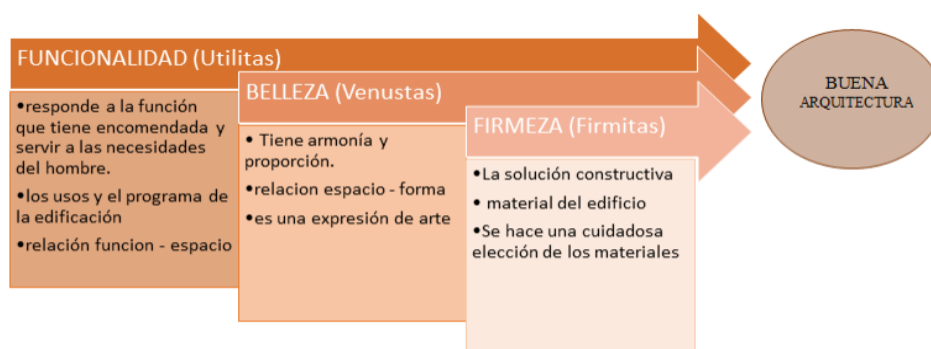 FUNCIONALIDAD (Utilitas)
•responde a la función
que tiene encomendada y
servir a las necesidades
del hombre.
•los usos y el programa de
la edificación
•relación funcion - espacio
BELLEZA (Venustas)
• Tiene armonía y
proporción.
•relacion espacio - forma
•es una expresión de arte
FIRMEZA (Firmitas)
•La solución constructiva
• material del edificio
•Se hace una cuidadosa
elección de los materiales
BUENA
ARQUITECTURA